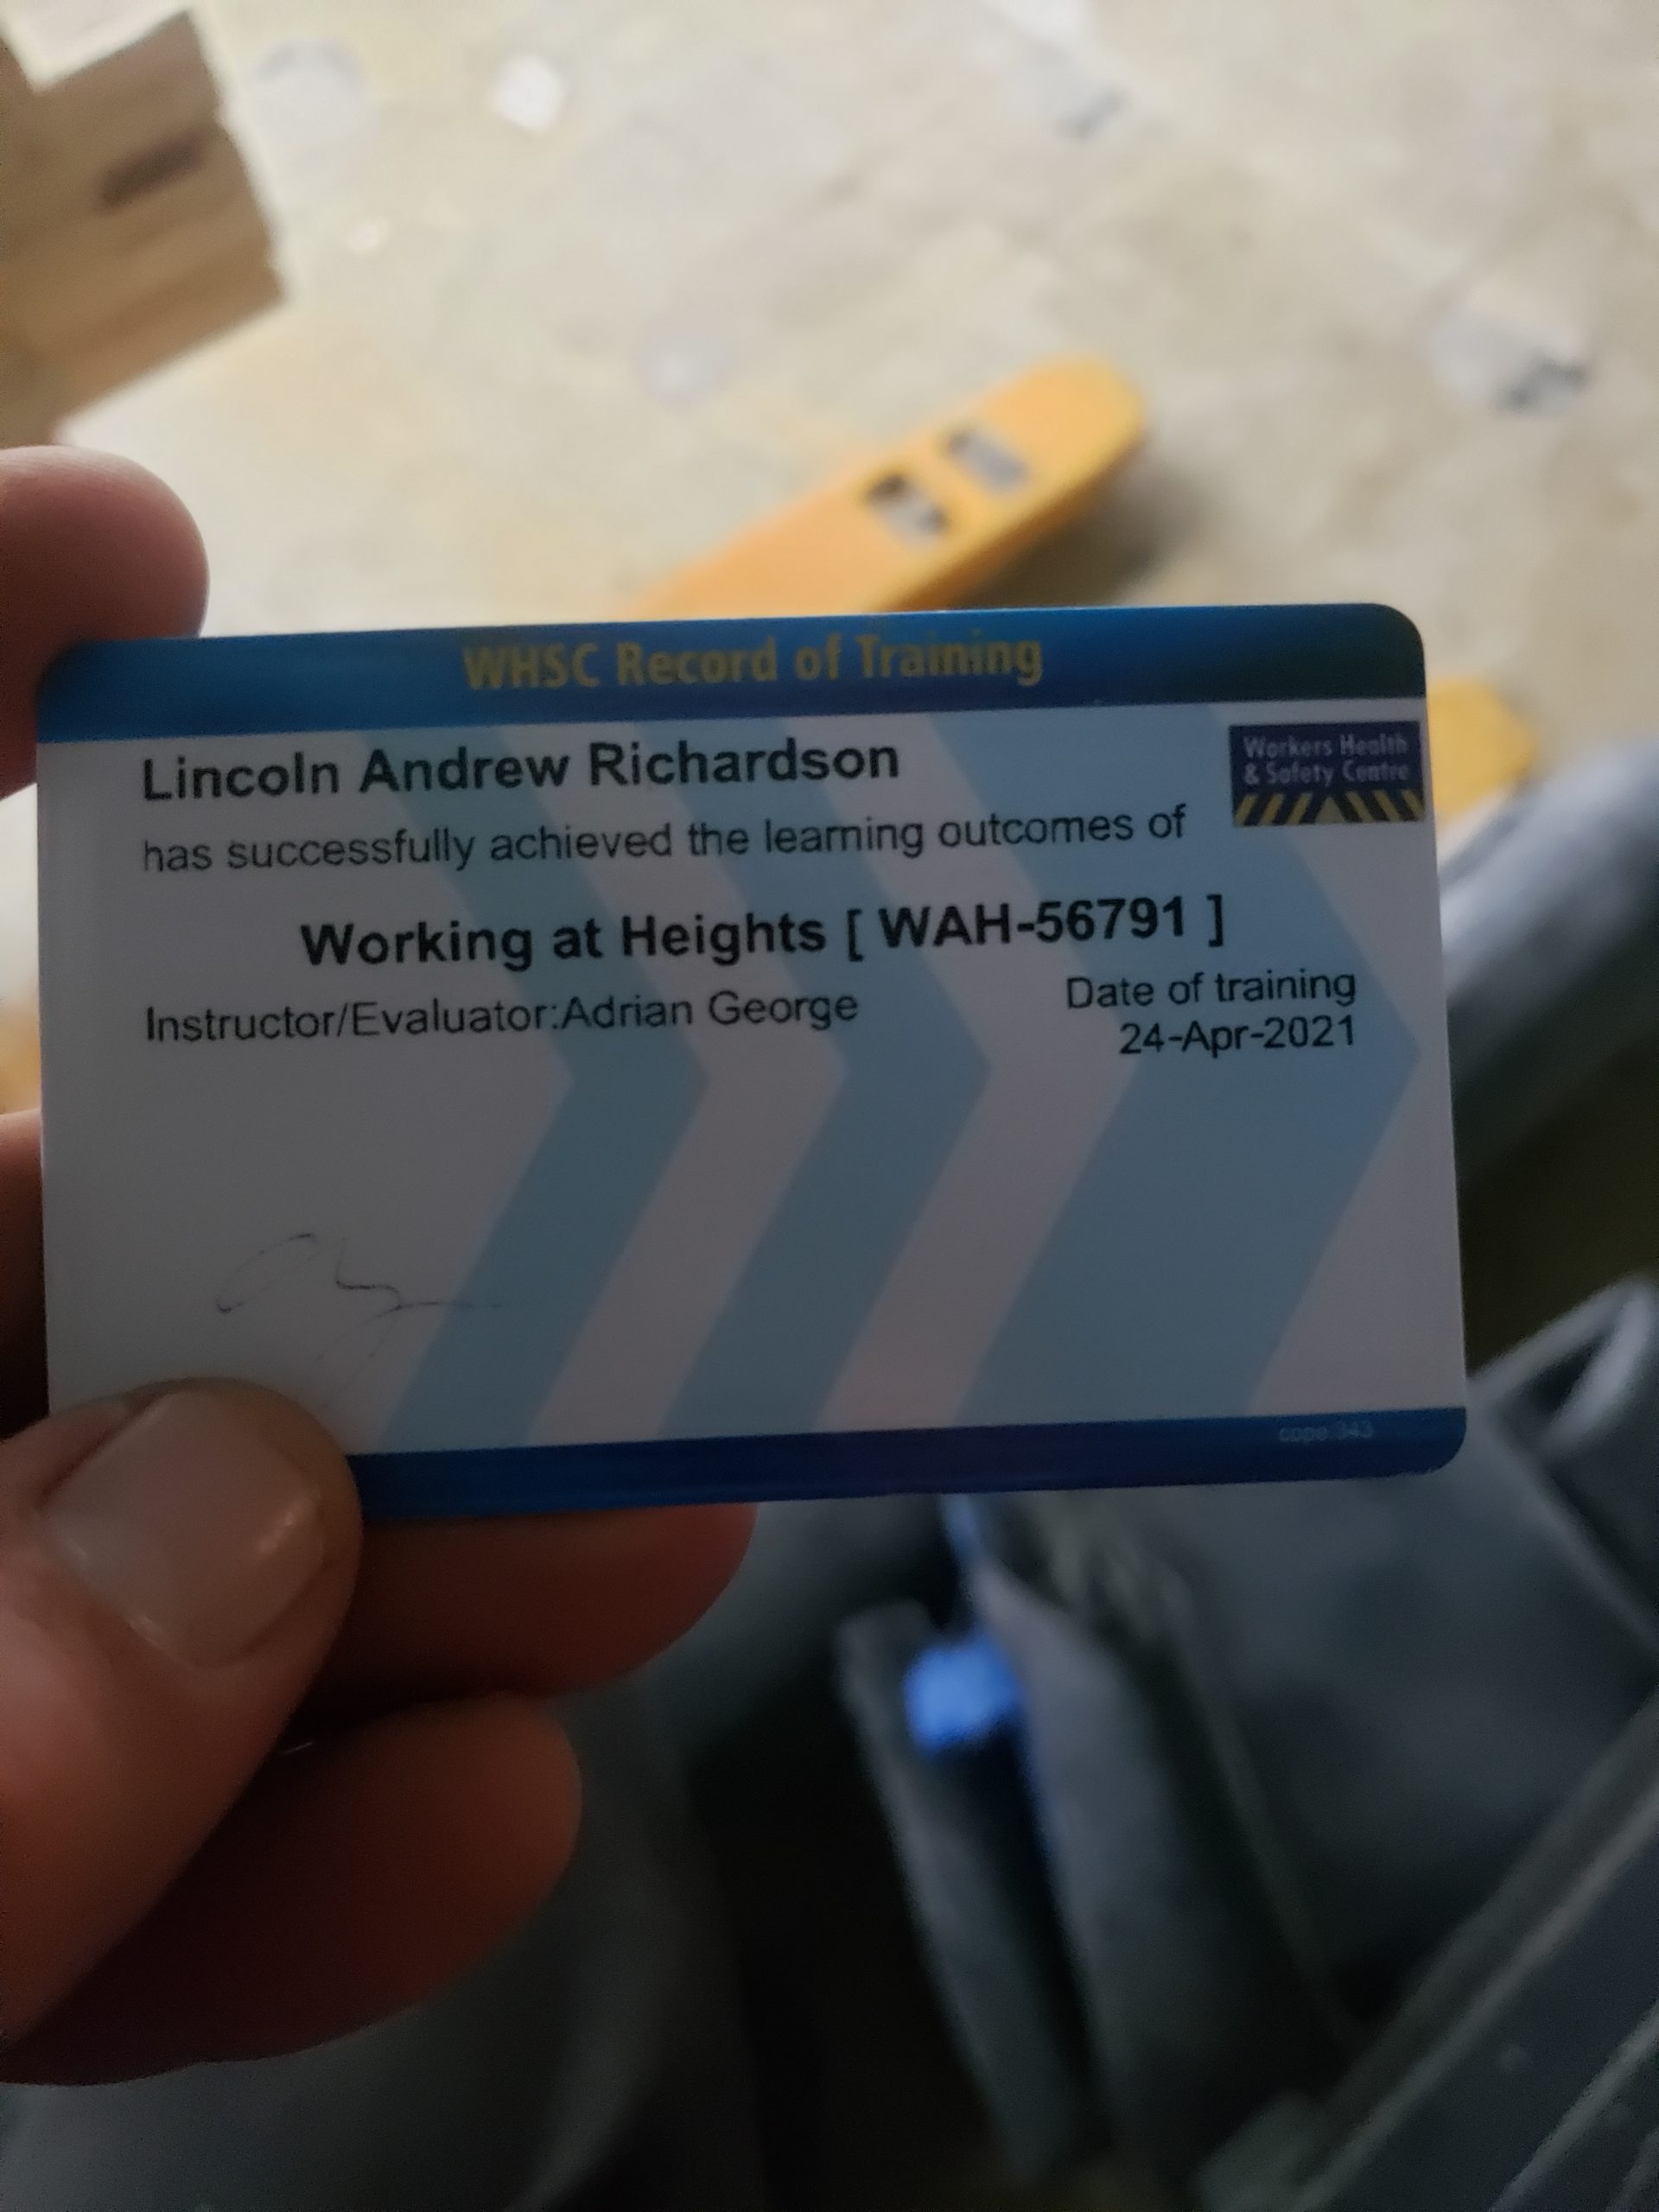 WHSC Record of Training
Lincoln Andrew Richardson
Workers Health
& Safety Centre
has successfully achieved the learning outcomes of
Working at Heights [ WAH-56791 ]
Instructor/Evaluator:Adrian George
Date of training
24-Apr-2021